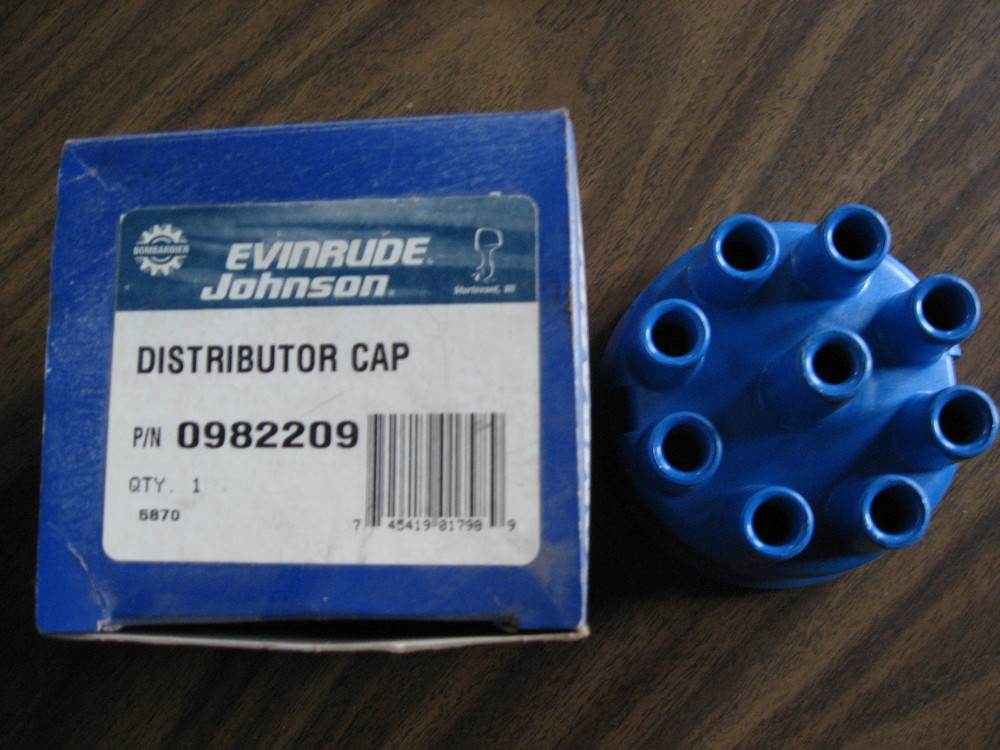 BOMBARDIER
EVINRUDE®
Johnson®
Sturtevant, WI
DISTRIBUTOR CAP
P/N 0982209
QTY. 1
5870
7 45419 01798 9